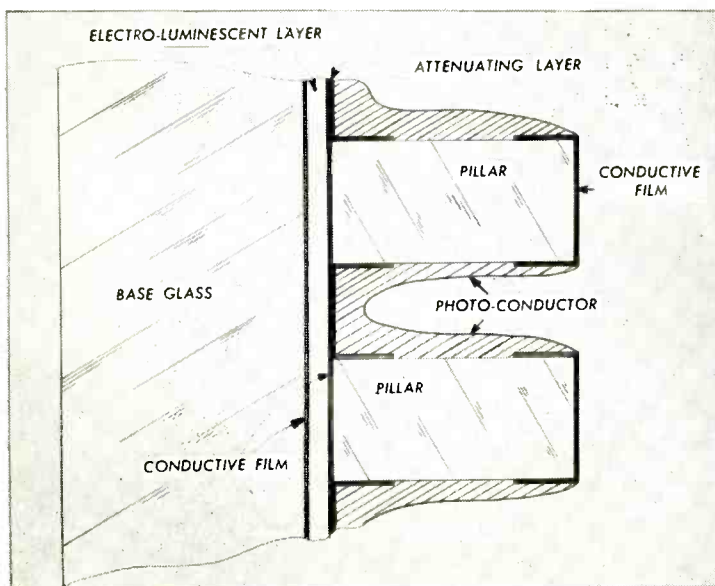 ELECTRO-LUMINESCENT LAYER
ATTENUATING LAYER
PILLAR
CONDUCTIVE
FILM
BASE GLASS
PHOTO-CONDUCTOR
PILLAR
CONDUCTIVE FILM